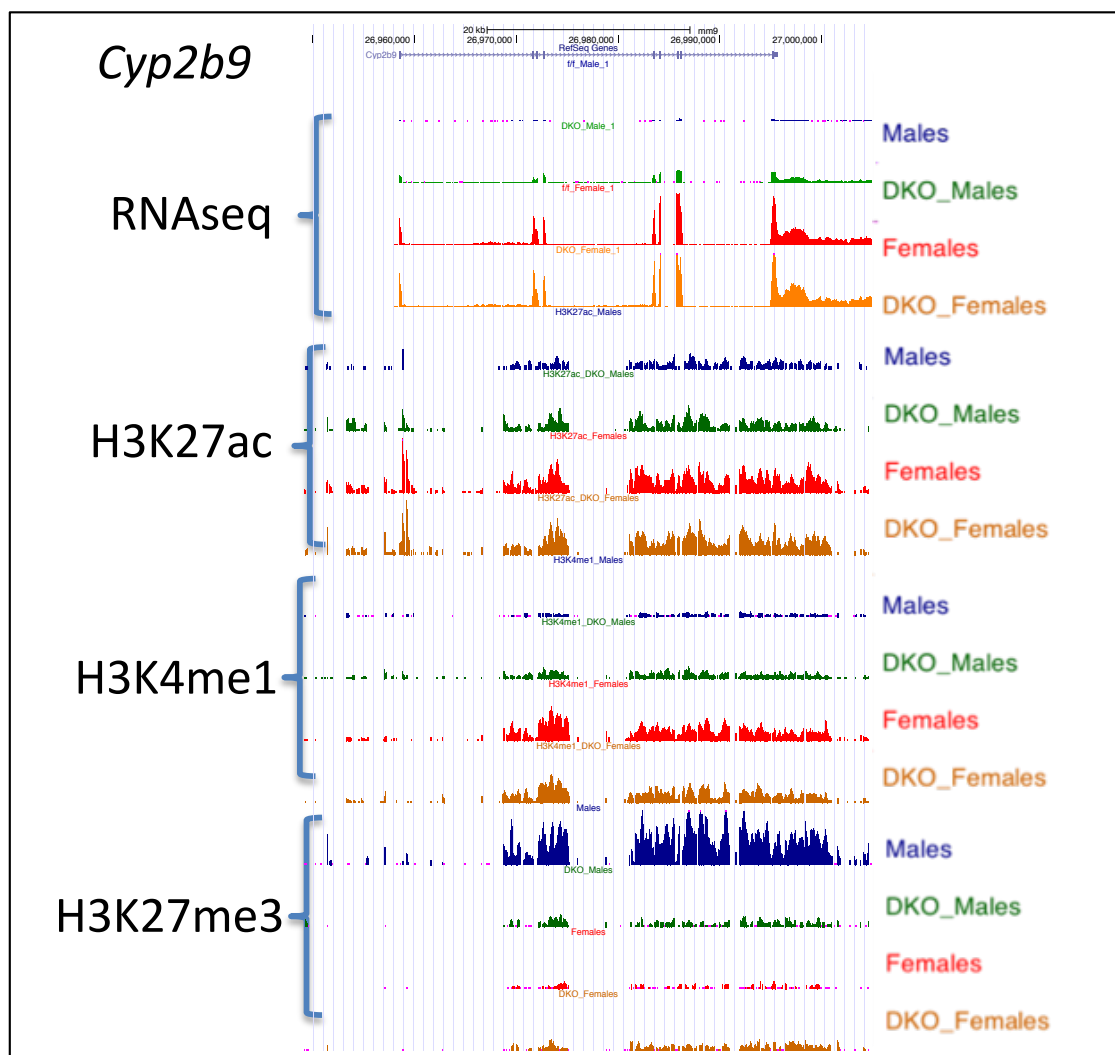 Cyp2b9
20 kb mm9
26,960,000 26,970,000 26,980,000 26,990,000 27,000,000
RefSeq Genes
Cyp2b9
f/f_Male_1
RNAseq
Males
DKO_Male_1
DKO_Males
f/f_Female_1
Females
DKO_Female_1
DKO_Females
H3K27ac_Males
H3K27ac
Males
H3K27ac_DKO_Males
DKO_Males
H3K27ac_Females
Females
H3K27ac_DKO_Females
DKO_Females
H3K4me1_Males
H3K4me1
Males
H3K4me1_DKO_Males
DKO_Males
H3K4me1_Females
Females
H3K4me1_DKO_Females
DKO_Females
Males
H3K27me3
Males
DKO_Males
DKO_Males
Females
Females
DKO_Females
DKO_Females